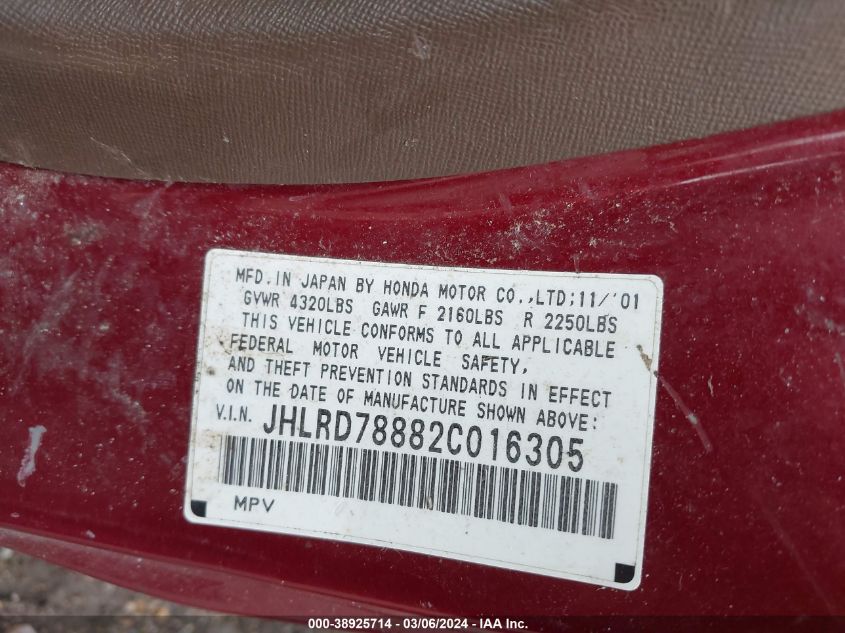 MFD. IN JAPAN BY HONDA MOTOR CO.,LTD;11/'01
GVWR 4320LBS GAWR F 2160LBS R 2250LBS
THIS VEHICLE CONFORMS TO ALL APPLICABLE
FEDERAL MOTOR VEHICLE SAFETY,
AND THEFT PREVENTION STANDARDS IN EFFECT
ON THE DATE OF MANUFACTURE SHOWN ABOVE:
V.I.N. JHLRD78882C016305
MPV
000-38925714 — 03/06/2024 — IAA Inc.